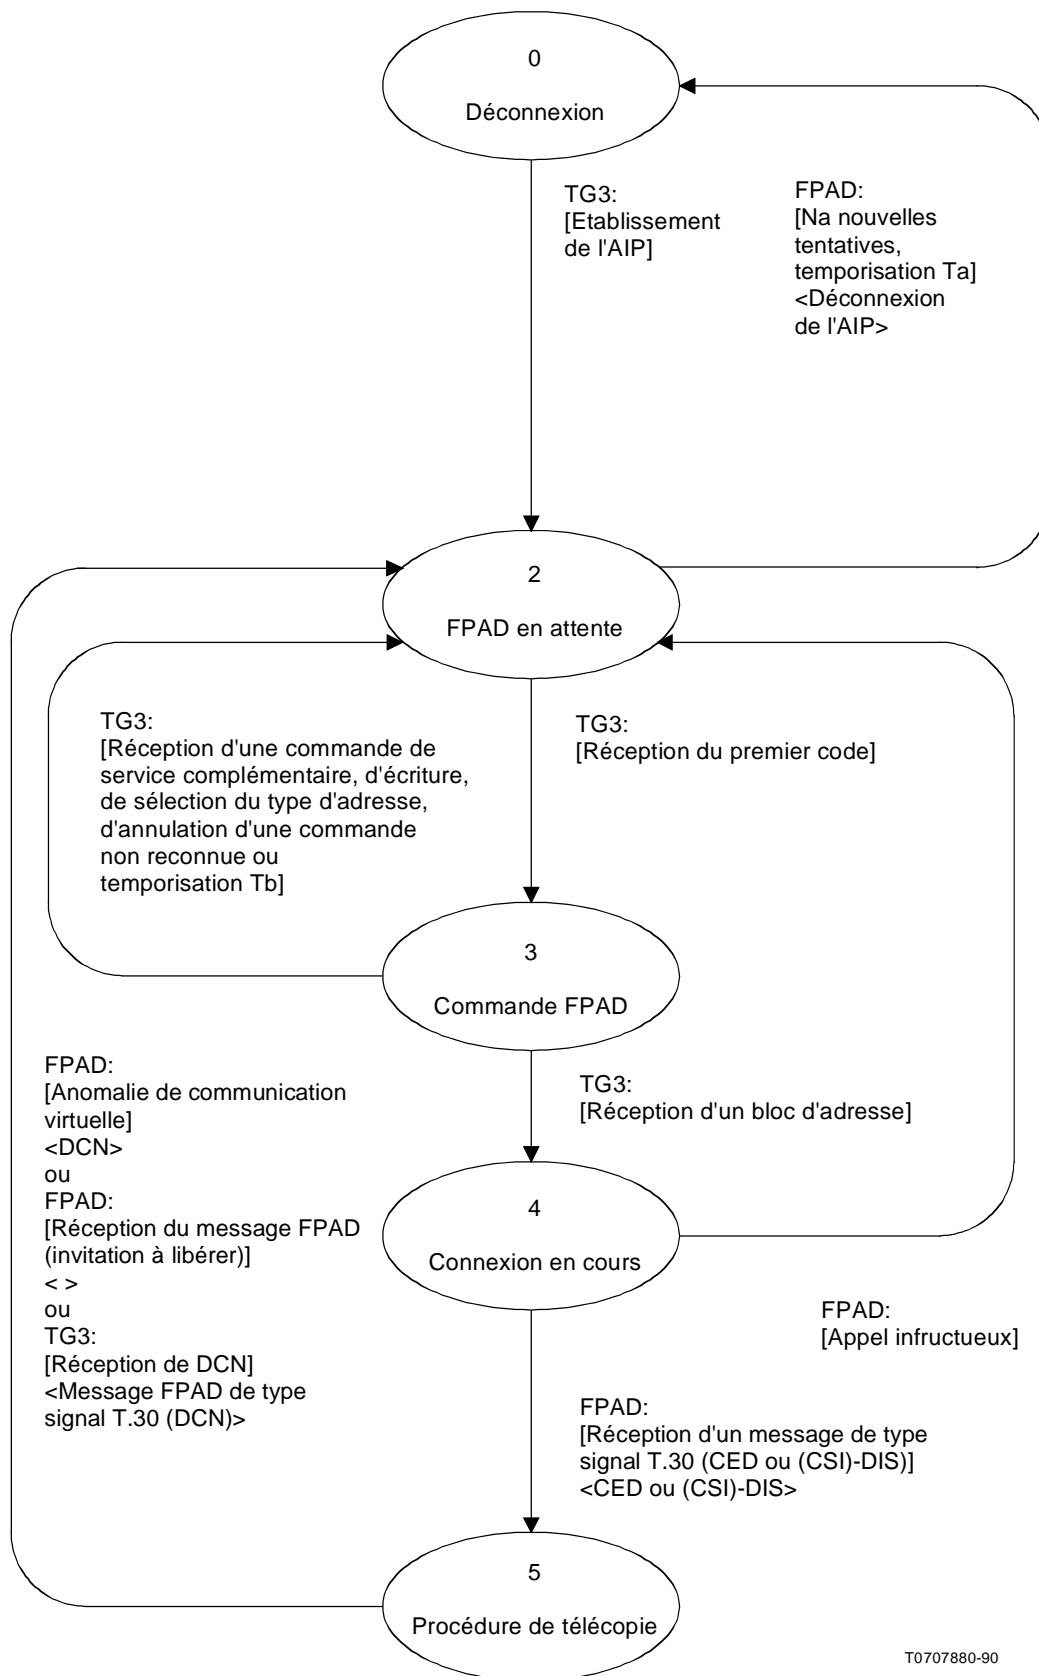 0
Déconnexion
TG3:
[Etablissement
de l'AIP]
FPAD:
[Na nouvelles
tentatives,
temporisation Ta]
<Déconnexion
de l'AIP>
2
FPAD en attente
TG3:
[Réception d'une commande de
service complémentaire, d'écriture,
de sélection du type d'adresse,
d'annulation d'une commande
non reconnue ou
temporisation Tb]
TG3:
[Réception du premier code]
3
Commande FPAD
FPAD:
[Anomalie de communication
virtuelle]
<DCN>
ou
FPAD:
[Réception du message FPAD
(invitation à libérer)]
< >
ou
TG3:
[Réception de DCN]
<Message FPAD de type
signal T.30 (DCN)>
TG3:
[Réception d'un bloc d'adresse]
4
Connexion en cours
FPAD:
[Appel infructueux]
FPAD:
[Réception d'un message de type
signal T.30 (CED ou (CSI)-DIS)]
<CED ou (CSI)-DIS>
5
Procédure de télécopie
T0707880-90